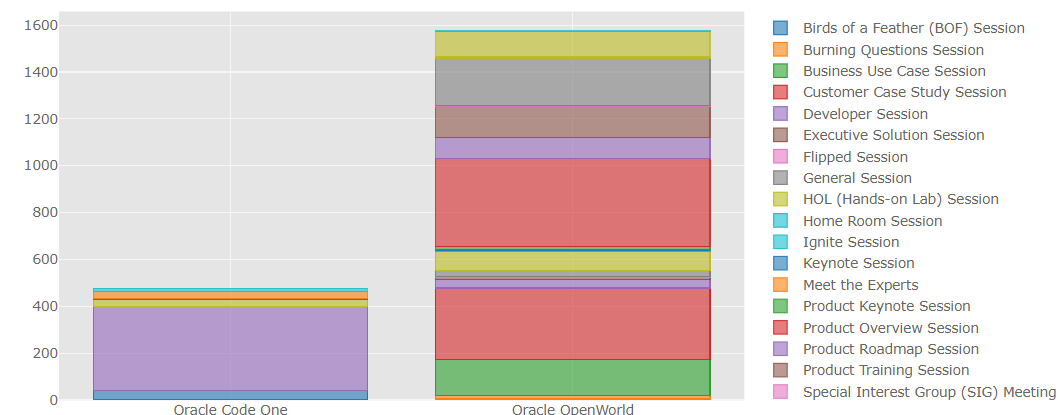 1600
1400
1200
1000
800
600
400
200
0
Oracle Code One
Oracle OpenWorld
Birds of a Feather (BOF) Session
Burning Questions Session
Business Use Case Session
Customer Case Study Session
Developer Session
Executive Solution Session
Flipped Session
General Session
HOL (Hands-on Lab) Session
Home Room Session
Ignite Session
Keynote Session
Meet the Experts
Product Keynote Session
Product Overview Session
Product Roadmap Session
Product Training Session
Special Interest Group (SIG) Meeting